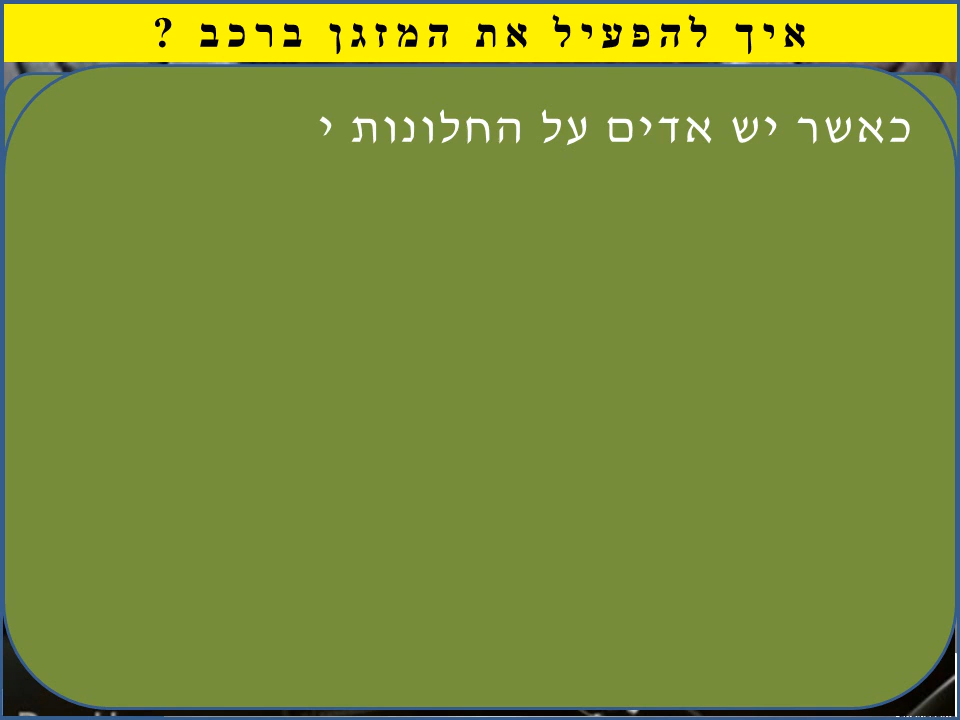 איך להפעיל את המזגן ברכב ?
כאשר יש אדים על החלונות י